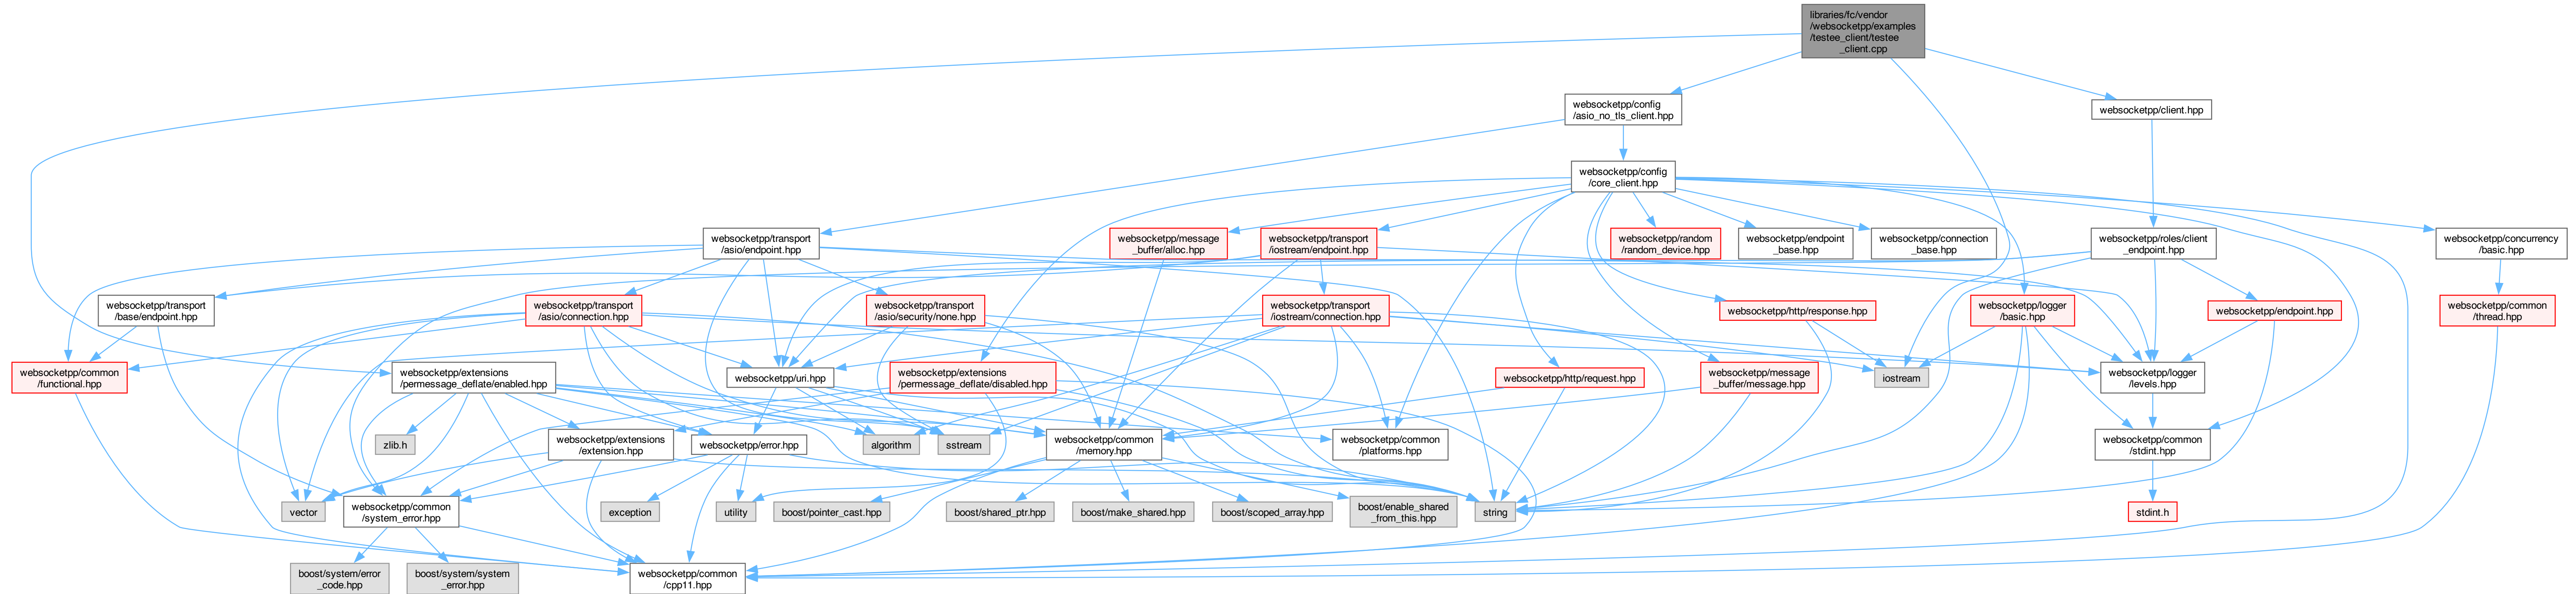 libraries/fc/vendor
/websocketpp/examples
/testee_client/testee
_client.cpp
websocketpp/config
/asio_no_tls_client.hpp
websocketpp/client.hpp
websocketpp/config
/core_client.hpp
websocketpp/transport
/asio/endpoint.hpp
websocketpp/message
_buffer/alloc.hpp
websocketpp/transport
/iostream/endpoint.hpp
websocketpp/random
/random_device.hpp
websocketpp/endpoint
_base.hpp
websocketpp/connection
_base.hpp
websocketpp/roles/client
_endpoint.hpp
websocketpp/concurrency
/basic.hpp
websocketpp/transport
/base/endpoint.hpp
websocketpp/transport
/asio/connection.hpp
websocketpp/transport
/asio/security/none.hpp
websocketpp/transport
/iostream/connection.hpp
websocketpp/http/response.hpp
websocketpp/logger
/basic.hpp
websocketpp/endpoint.hpp
websocketpp/common
/thread.hpp
websocketpp/common
/functional.hpp
websocketpp/extensions
/permessage_deflate/enabled.hpp
websocketpp/uri.hpp
websocketpp/extensions
/permessage_deflate/disabled.hpp
websocketpp/http/request.hpp
websocketpp/message
_buffer/message.hpp
iostream
websocketpp/logger
/levels.hpp
zlib.h
websocketpp/extensions
/extension.hpp
websocketpp/error.hpp
algorithm
sstream
websocketpp/common
/memory.hpp
websocketpp/common
/platforms.hpp
websocketpp/common
/stdint.hpp
vector
websocketpp/common
/system_error.hpp
exception
utility
boost/pointer_cast.hpp
boost/shared_ptr.hpp
boost/make_shared.hpp
boost/scoped_array.hpp
boost/enable_shared
_from_this.hpp
string
stdint.h
boost/system/error
_code.hpp
boost/system/system
_error.hpp
websocketpp/common
/cpp11.hpp